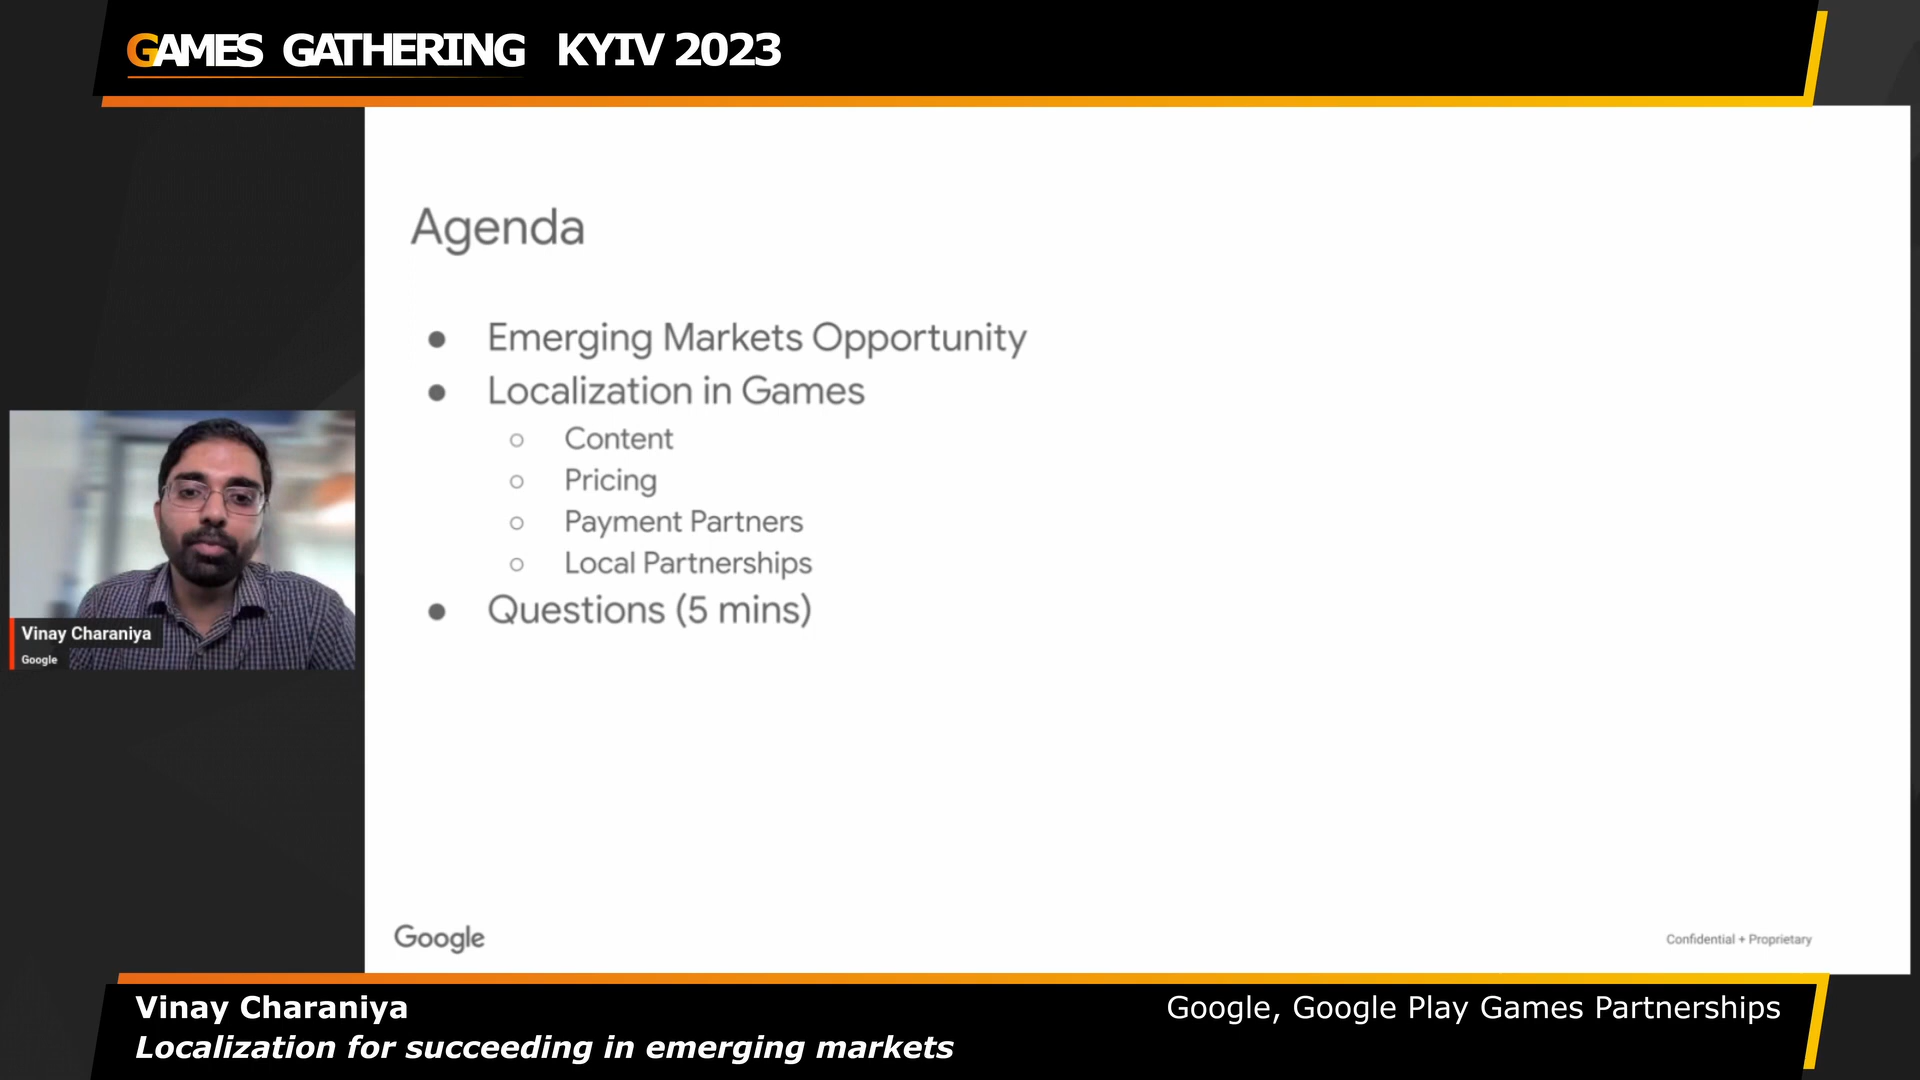 GAMES GATHERING KYIV 2023
Agenda
● Emerging Markets Opportunity
● Localization in Games
○ Content
○ Pricing
○ Payment Partners
○ Local Partnerships
● Questions (5 mins)
Vinay Charaniya
Google
Google
Confidential + Proprietary
Vinay Charaniya
Google, Google Play Games Partnerships
Localization for succeeding in emerging markets